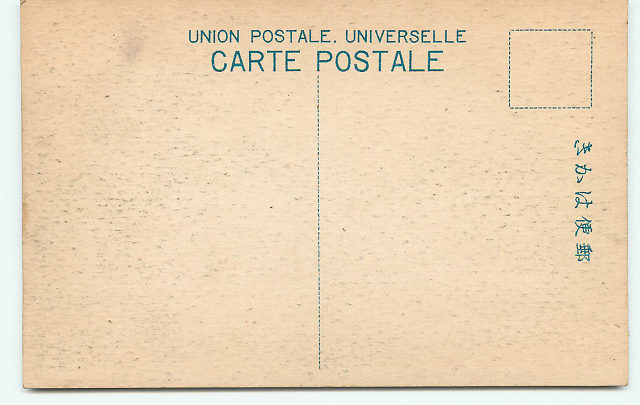 UNION POSTALE. UNIVERSELLE
CARTE POSTALE
郵便はかき